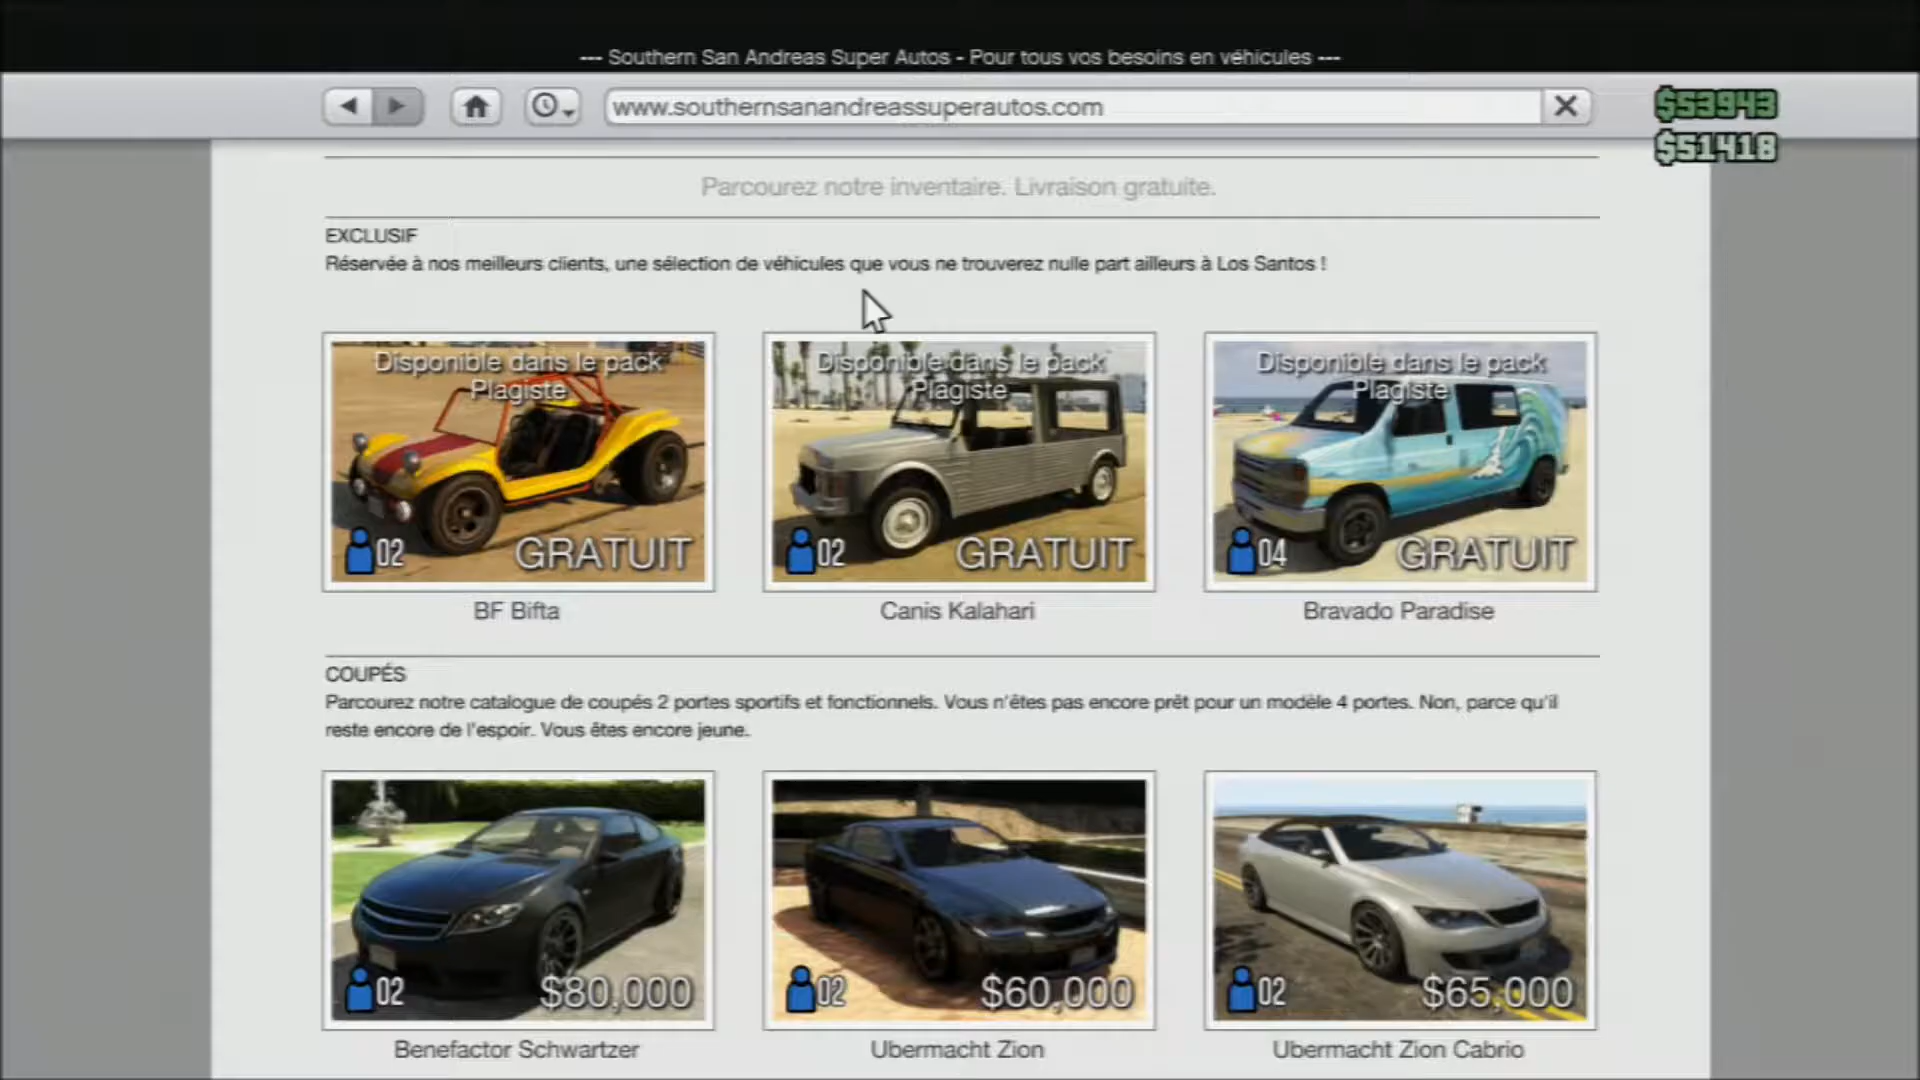 --- Southern San Andreas Super Autos - Pour tous vos besoins en véhicules ---
www.southernsanandreassuperautos.com
$53943
$51418
Parcourez notre inventaire. Livraison gratuite.
EXCLUSIF
Réservée à nos meilleurs clients, une sélection de véhicules que vous ne trouverez nulle part ailleurs à Los Santos !
Disponible dans le pack
Plagiste
02
GRATUIT
BF Bifta
Disponible dans le pack
Plagiste
02
GRATUIT
Canis Kalahari
Disponible dans le pack
Plagiste
04
GRATUIT
Bravado Paradise
COUPÉS
Parcourez notre catalogue de coupés 2 portes sportifs et fonctionnels. Vous n'êtes pas encore prêt pour un modèle 4 portes. Non, parce qu'il
reste encore de l'espoir. Vous êtes encore jeune.
02
$80,000
Benefactor Schwartzer
02
$60,000
Ubermacht Zion
02
$65,000
Ubermacht Zion Cabrio